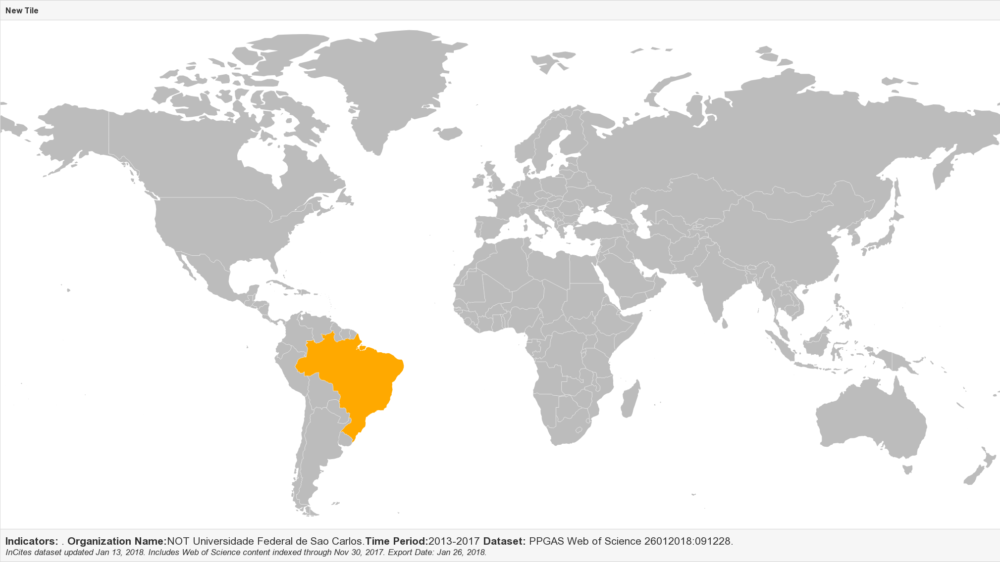 New Tile
Indicators: . Organization Name:NOT Universidade Federal de Sao Carlos.Time Period:2013-2017 Dataset: PPGAS Web of Science 26012018:091228.
InCites dataset updated Jan 13, 2018. Includes Web of Science content indexed through Nov 30, 2017. Export Date: Jan 26, 2018.